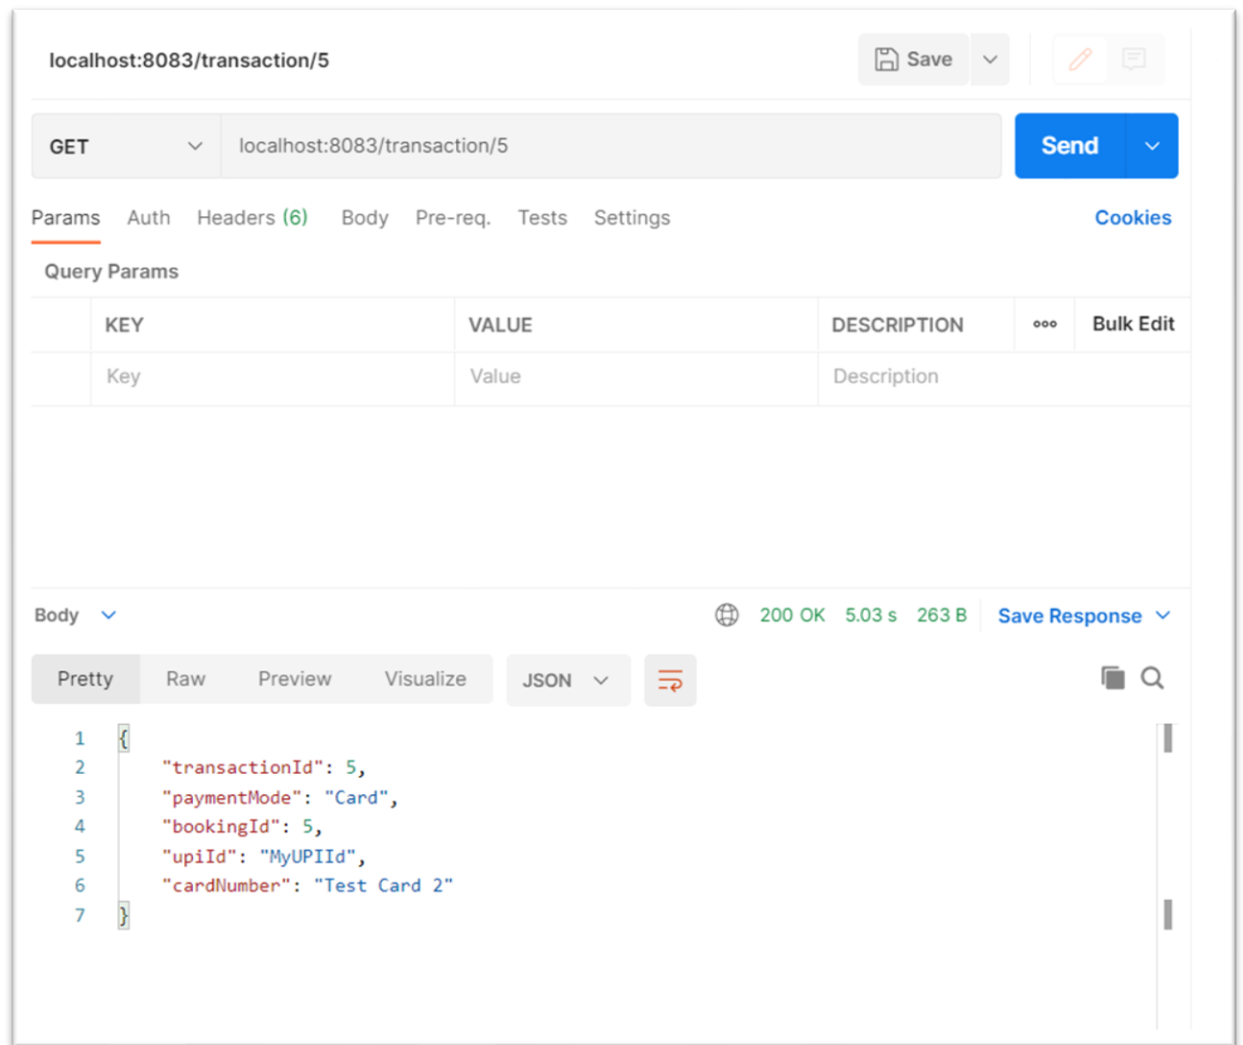 localhost:8083/transaction/5 Save
GET localhost:8083/transaction/5 Send
Params Auth Headers (6) Body Pre-req. Tests Settings Cookies
Query Params
KEY VALUE DESCRIPTION ooo Bulk Edit
Key Value Description
Body 200 OK 5.03 s 263 B Save Response
Pretty Raw Preview Visualize JSON
1 {
2 "transactionId": 5,
3 "paymentMode": "Card",
4 "bookingId": 5,
5 "upiId": "MyUPIId",
6 "cardNumber": "Test Card 2"
7 }